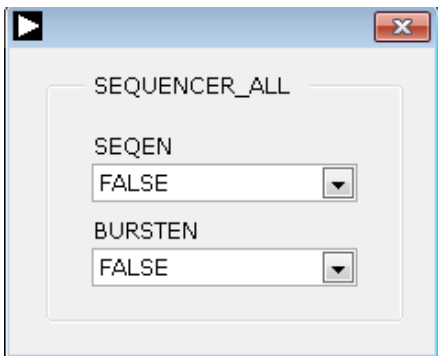 SEQUENCER_ALL
SEQEN
FALSE
BURSTEN
FALSE